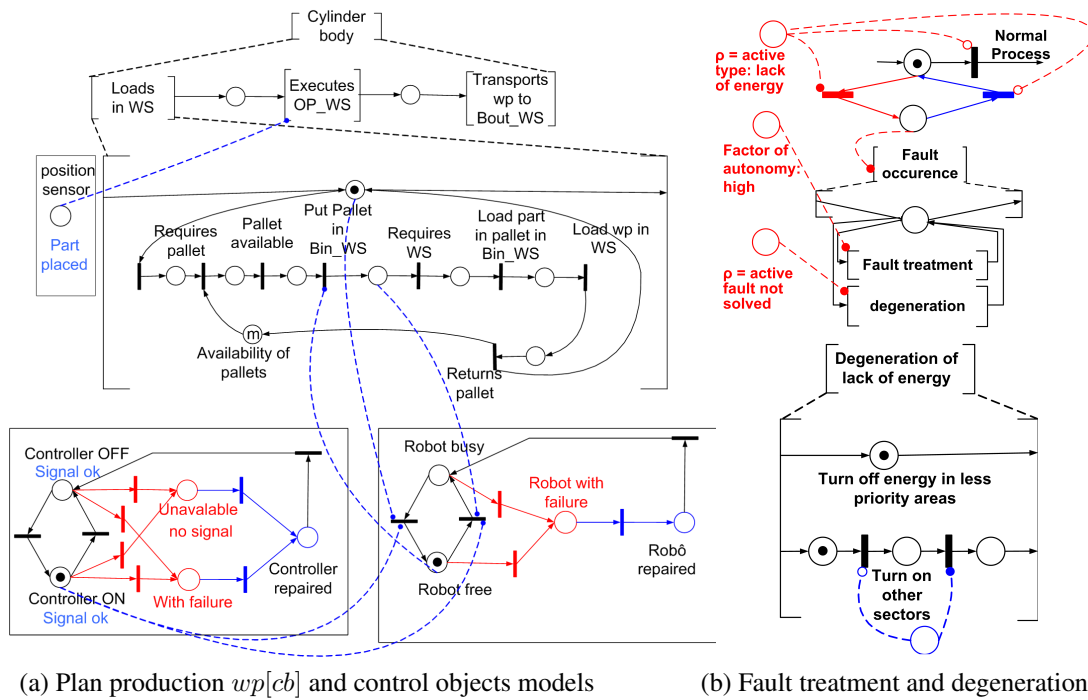 Cylinder
body
Loads
in WS
Executes
OP_WS
Transports
wp to
Bout_WS
position
sensor
Part
placed
Requires
pallet
Pallet
available
Put Pallet
in
Bin_WS
Requires
WS
Load part
in pallet in
Bin_WS
Load wp in
WS
m
Availability of
pallets
Returns
pallet
Controller OFF
Signal ok
Unavalable
no signal
Controller
repaired
With failure
Controller ON
Signal ok
Robot busy
Robot with
failure
Robô
repaired
Robot free
(a) Plan production wp[cb] and control objects models
Normal
Process
ρ = active
type: lack
of energy
Factor of
autonomy:
high
Fault
occurence
Fault treatment
ρ = active
fault not
solved
degeneration
Degeneration of
lack of energy
Turn off energy in less
priority areas
Turn on
other
sectors
(b) Fault treatment and degeneration